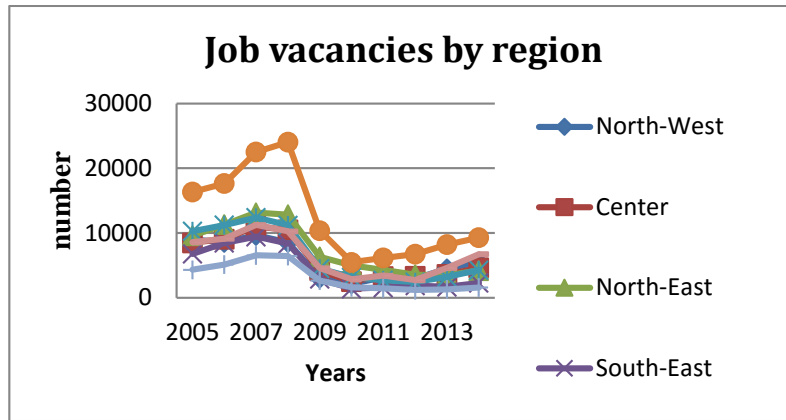 Job vacancies by region
30000
20000
10000
0
number
2005 2007 2009 2011 2013
Years
North-West
Center
North-East
South-East